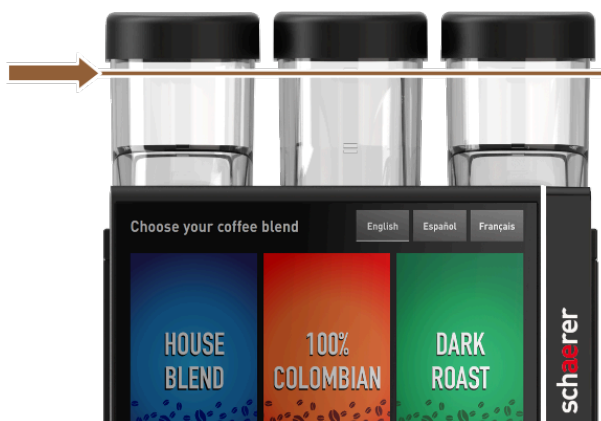 Choose your coffee blend
English
Español
Français
HOUSE
BLEND
100%
COLOMBIAN
DARK
ROAST
schaerer